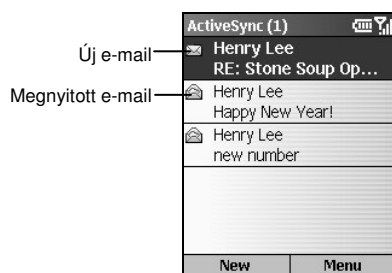 ActiveSync (1)
Új e-mail
Henry Lee
RE: Stone Soup Op...
Megnyitott e-mail
Henry Lee
Happy New Year!
Henry Lee
new number
New Menu